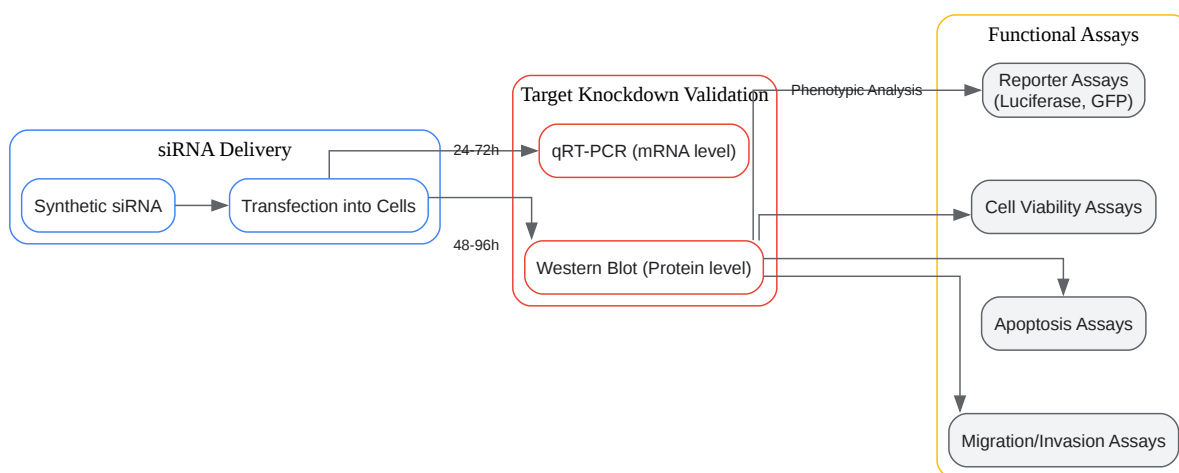 siRNA Delivery
Synthetic siRNA
Transfection into Cells
24-72h
48-96h
Target Knockdown Validation
qRT-PCR (mRNA level)
Western Blot (Protein level)
Phenotypic Analysis
Functional Assays
Reporter Assays
(Luciferase, GFP)
Cell Viability Assays
Apoptosis Assays
Migration/Invasion Assays